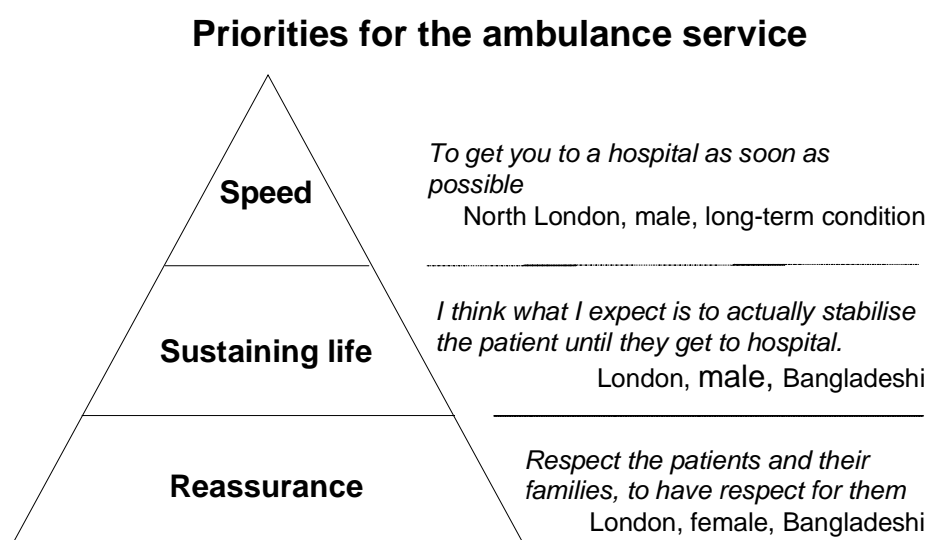 Priorities for the ambulance service
Speed
To get you to a hospital as soon as
possible
North London, male, long-term condition
Sustaining life
I think what I expect is to actually stabilise
the patient until they get to hospital.
London, male, Bangladeshi
Reassurance
Respect the patients and their
families, to have respect for them
London, female, Bangladeshi